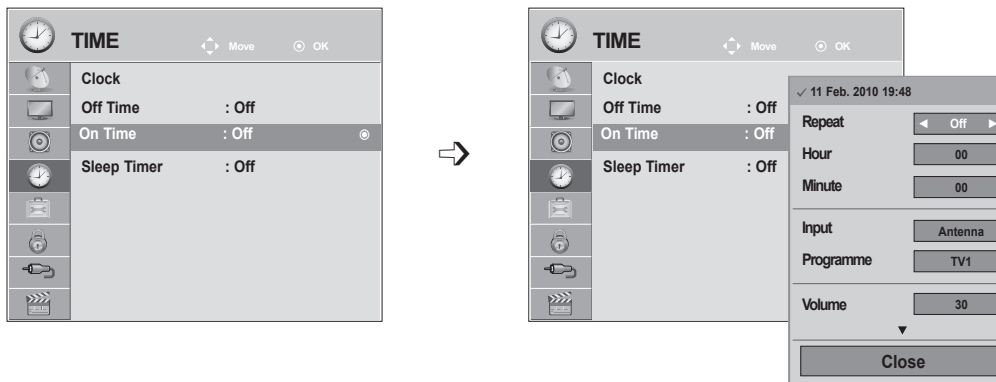 TIME Move OK
Clock
Off Time : Off
On Time : Off
Sleep Timer : Off
TIME Move OK
Clock
Off Time : Off
On Time : Off
Sleep Timer : Off
11 Feb. 2010 19:48
Repeat Off
Hour 00
Minute 00
Input Antenna
Programme TV1
Volume 30
Close